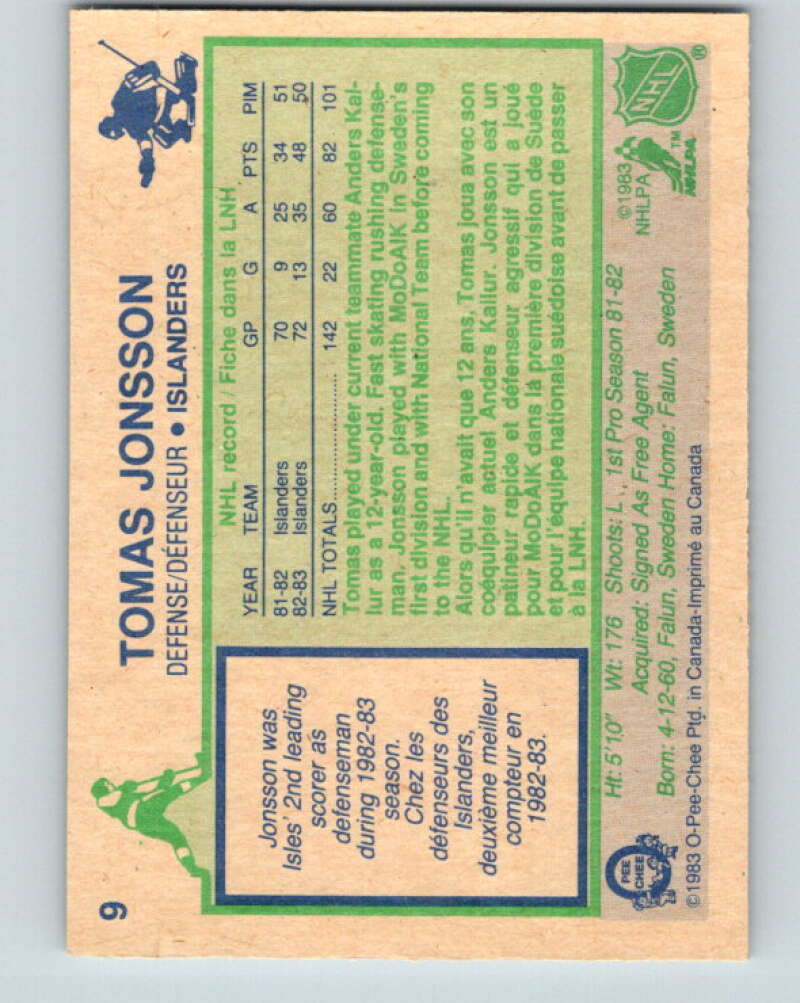 9
TOMAS JONSSON
DEFENSE/DÉFENSEUR • ISLANDERS
Jonsson was
Isles' 2nd leading
scorer as
defenseman
during 1982-83
season.
Chez les
défenseurs des
Islanders,
deuxième meilleur
compteur en
1982-83.
NHL record / Fiche dans la LNH
YEAR TEAM GP G A PTS PIM
81-82 Islanders 70 9 25 34 51
82-83 Islanders 72 13 35 48 50
NHL TOTALS 142 22 60 82 101
Tomas played under current teammate Anders Kal-
lur as a 12-year-old. Fast skating rushing defense-
man, Jonsson played with MoDoAIK in Sweden's
first division and with National Team before coming
to the NHL.
Alors qu'il n'avait que 12 ans, Tomas joua avec son
coéquipier actuel Anders Kallur. Jonsson est un
patineur rapide et défenseur agressif qui a joué
pour MoDoAIK dans la première division de Suède
et pour l'équipe nationale suédoise avant de passer
à la LNH.
Ht: 5'10" Wt: 176 Shoots: L , 1st Pro Season 81-82
Acquired: Signed As Free Agent
Born: 4-12-60, Falun, Sweden Home: Falun, Sweden
©1983 O-Pee-Chee Ptd. in Canada-Imprimé au Canada
O PEE CHEE
©1983
NHLPA
NHLPA TM
NHL ®